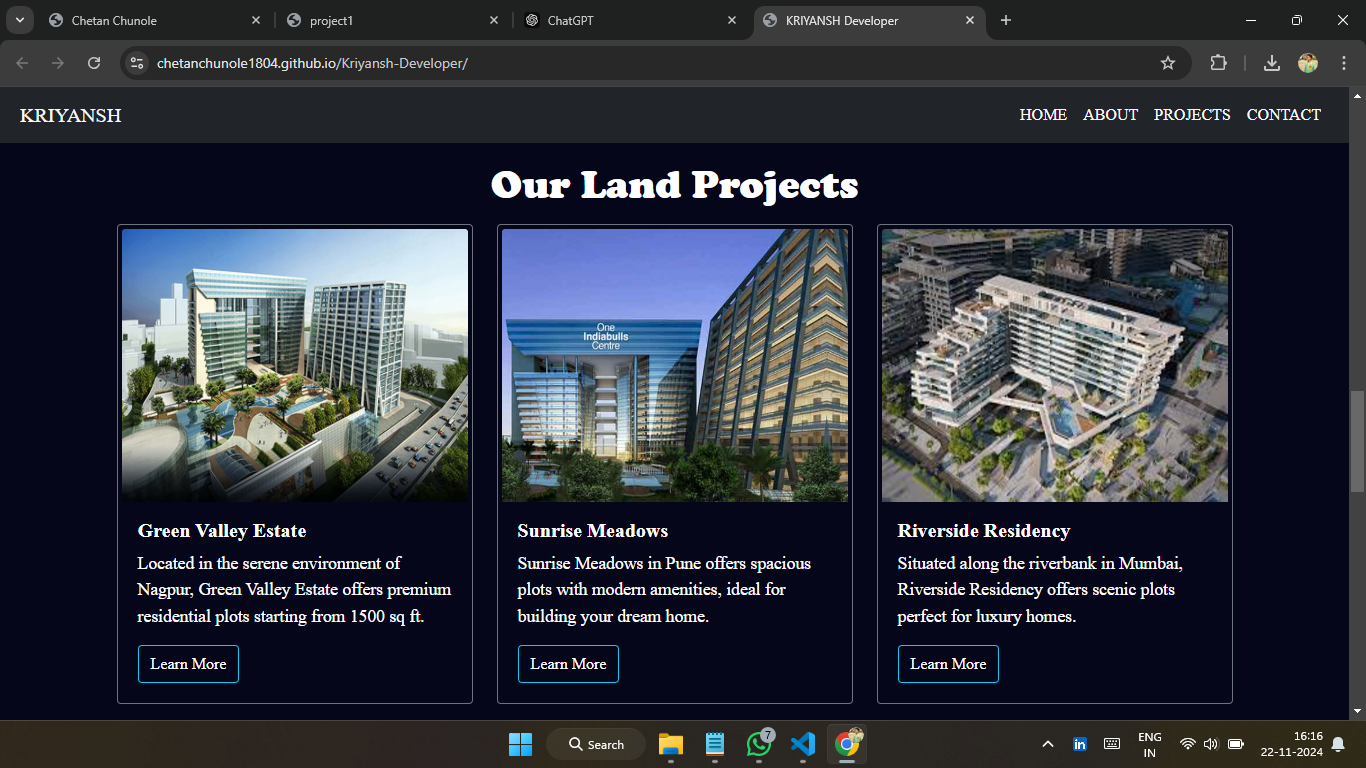 Chetan Chunole
project1
ChatGPT
KRIYANSH Developer
chetanchunole1804.github.io/Kriyansh-Developer/
KRIYANSH
HOME ABOUT PROJECTS CONTACT
Our Land Projects
One
Indiabulls
Centre
Green Valley Estate
Located in the serene environment of
Nagpur, Green Valley Estate offers premium
residential plots starting from 1500 sq ft.
Learn More
Sunrise Meadows
Sunrise Meadows in Pune offers spacious
plots with modern amenities, ideal for
building your dream home.
Learn More
Riverside Residency
Situated along the riverbank in Mumbai,
Riverside Residency offers scenic plots
perfect for luxury homes.
Learn More
Search
7
in
ENG
IN
16:16
22-11-2024